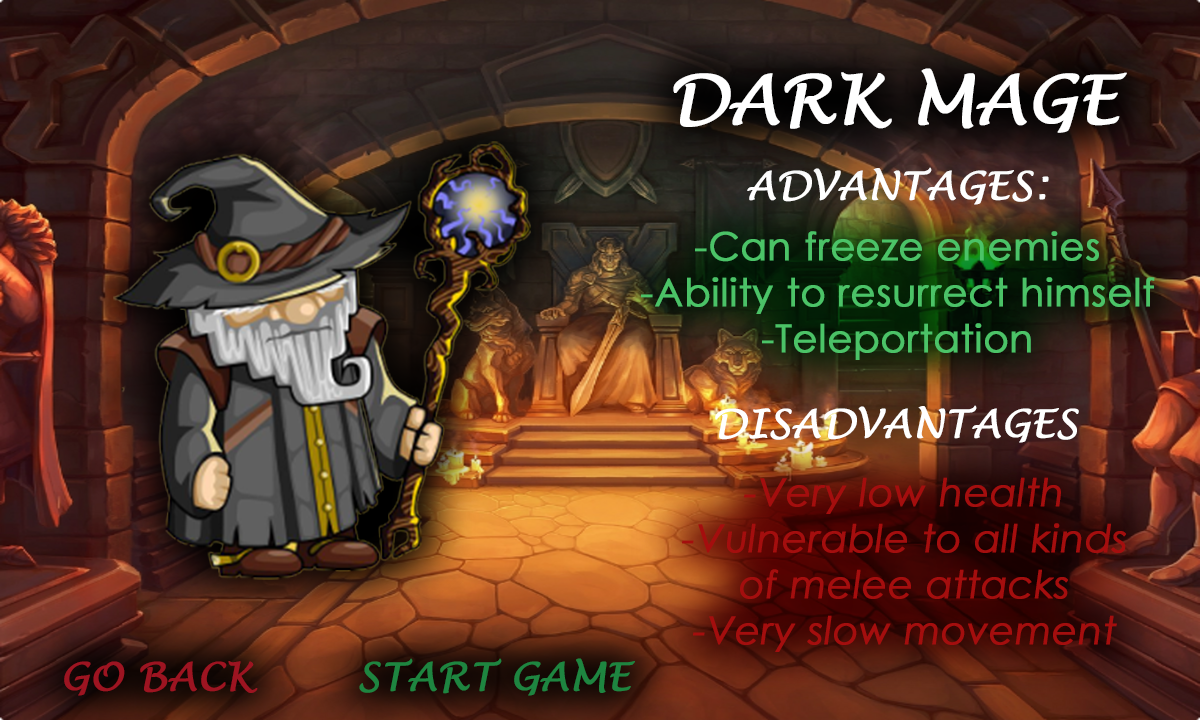 DARK MAGE
ADVANTAGES:
-Can freeze enemies
-Ability to resurrect himself
-Teleportation
DISADVANTAGES
-Very low health
-Vulnerable to all kinds
of melee attacks
-Very slow movement
GO BACK
START GAME